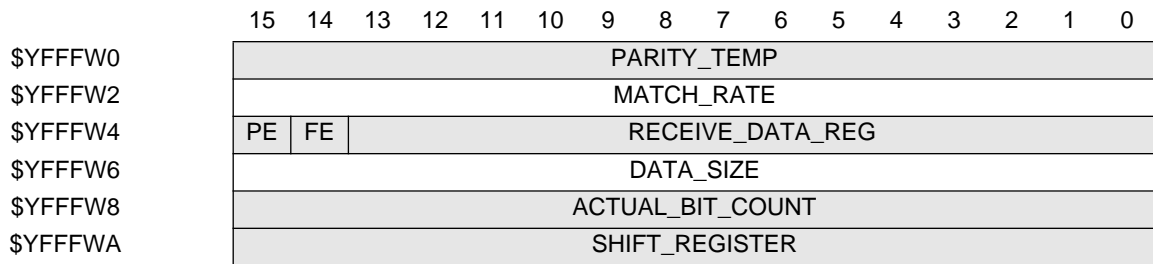 15 14 13 12 11 10 9 8 7 6 5 4 3 2 1 0
$YFFFW0 PARITY_TEMP
$YFFFW2 MATCH_RATE
$YFFFW4 PE FE RECEIVE_DATA_REG
$YFFFW6 DATA_SIZE
$YFFFW8 ACTUAL_BIT_COUNT
$YFFFWA SHIFT_REGISTER